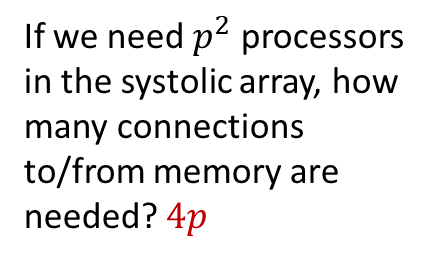 If we need p² processors
in the systolic array, how
many connections
to/from memory are
needed? 4p